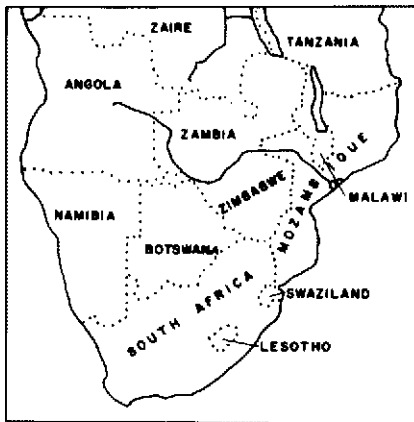 ZAIRE
TANZANIA
ANGOLA
ZAMBIA
MALAWI
ZIMBABWE
MOZAMBIQUE
NAMIBIA
BOTSWANA
SWAZILAND
SOUTH AFRICA
LESOTHO